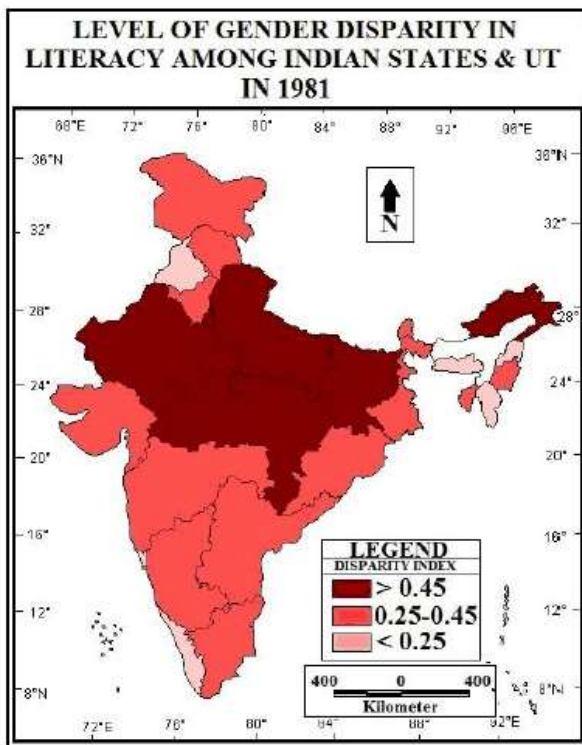 LEVEL OF GENDER DISPARITY IN
LITERACY AMONG INDIAN STATES & UT
IN 1981
68°E 72° 76° 80° 84° 88° 92° 96°E
36°N 36°N
32° 32°
N
28° 28°
24° 24°
20° 20°
16° 16°
LEGEND
DISPARITY INDEX
> 0.45
0.25-0.45
< 0.25
12° 12°
400 0 400
Kilometer
8°N 8°N
72°E 76° 80° 84° 88° 92°E